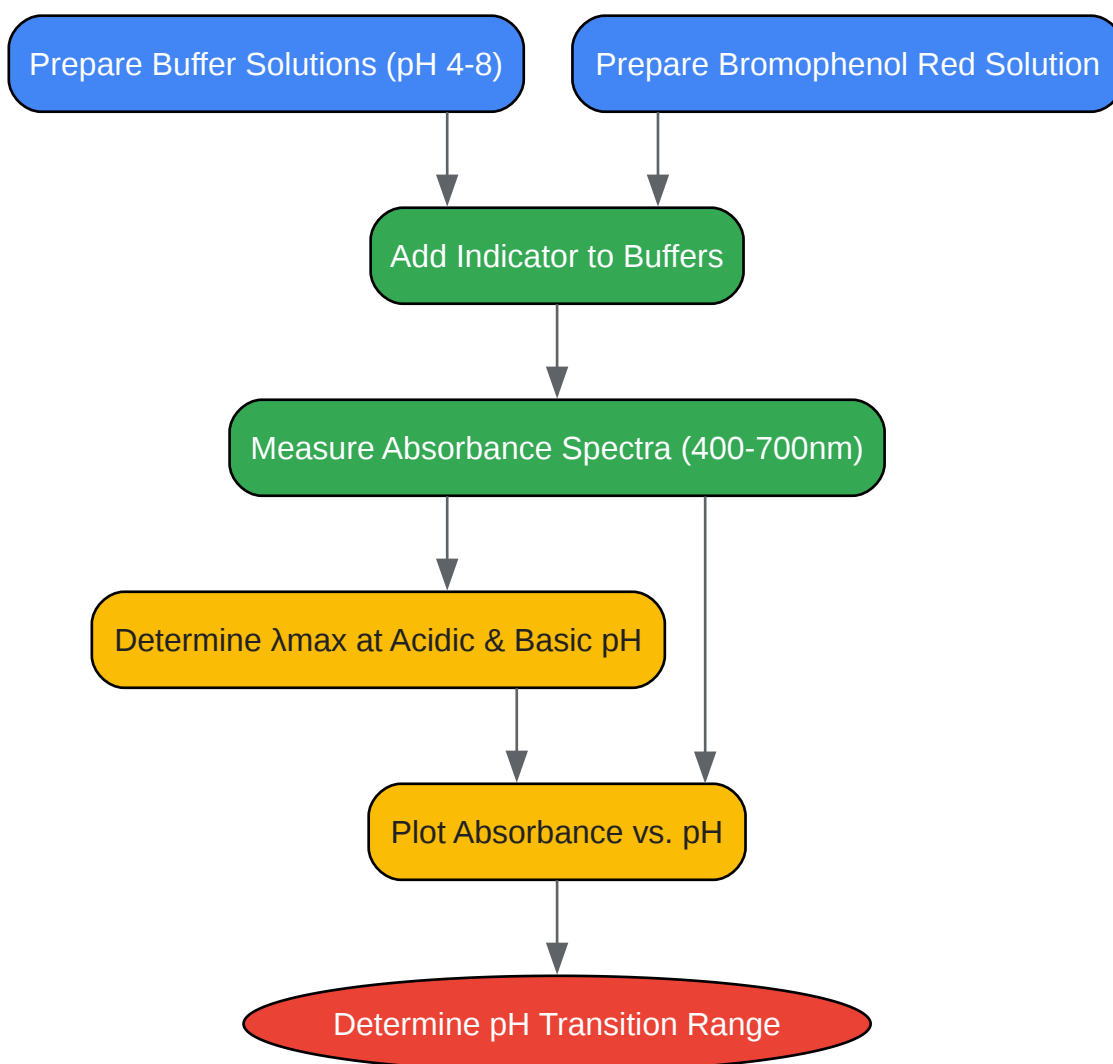 Prepare Buffer Solutions (pH 4-8)
Prepare Bromophenol Red Solution
Add Indicator to Buffers
Measure Absorbance Spectra (400-700nm)
Determine λmax at Acidic & Basic pH
Plot Absorbance vs. pH
Determine pH Transition Range